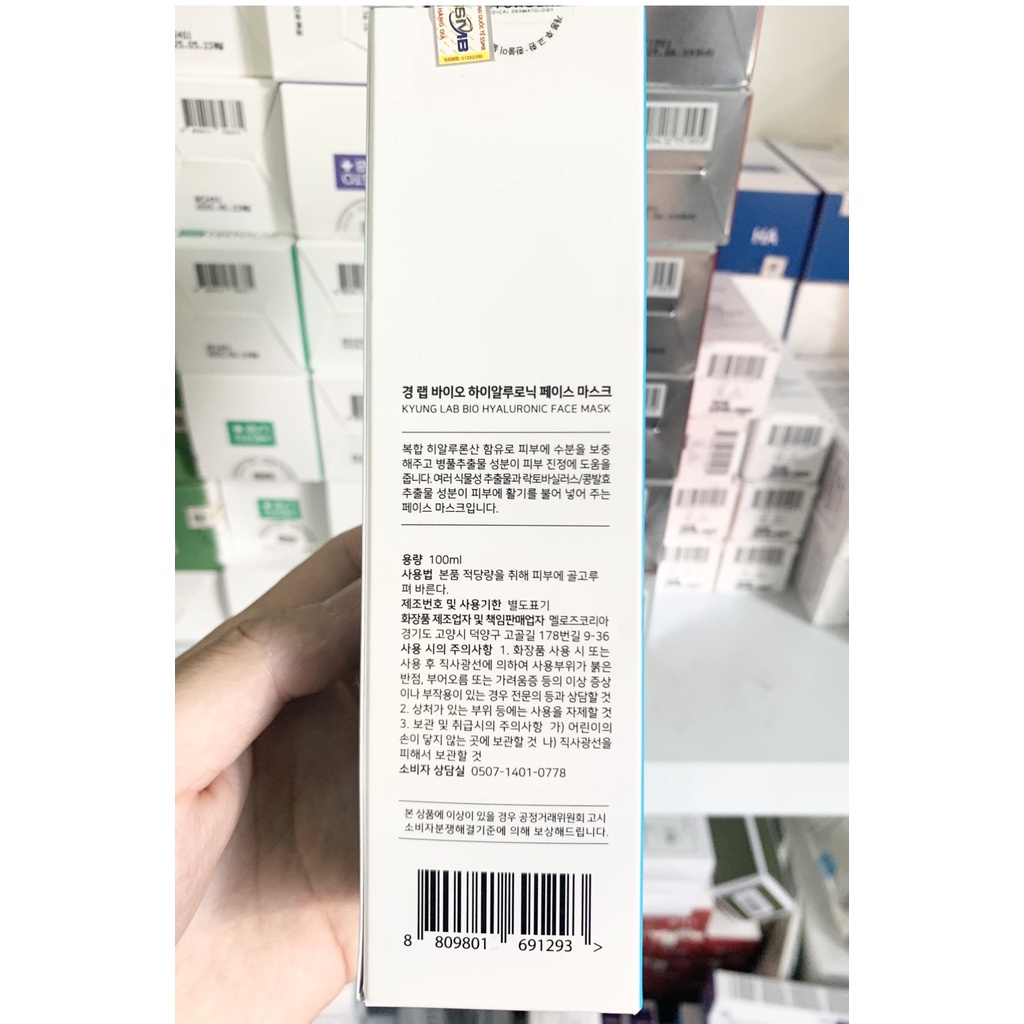 SMB
경 랩 바이오 하이알루로닉 페이스 마스크
KYUNG LAB BIO HYALURONIC FACE MASK
복합 히알루론산 함유로 피부에 수분을 보충
해주고 병풀추출물 성분이 피부 진정에 도움을
줍니다. 여러 식물성 추출물과 락토바실러스/콩발효
추출물 성분이 피부에 활기를 불어 넣어 주는
페이스 마스크입니다.
용량 100ml
사용법 본품 적당량을 취해 피부에 골고루
펴 바른다.
제조번호 및 사용기한 별도표기
화장품 제조업자 및 책임판매업자 멜로즈코리아
경기도 고양시 덕양구 고골길 178번길 9-36
사용 시의 주의사항 1. 화장품 사용 시 또는
사용 후 직사광선에 의하여 사용부위가 붉은
반점, 부어오름 또는 가려움증 등의 이상 증상
이나 부작용이 있는 경우 전문의 등과 상담할 것
2. 상처가 있는 부위 등에는 사용을 자제할 것
3. 보관 및 취급시의 주의사항 가) 어린이의
손이 닿지 않는 곳에 보관할 것 나) 직사광선을
피해서 보관할 것
소비자 상담실 0507-1401-0778
본 상품에 이상이 있을 경우 공정거래위원회 고시
소비자분쟁해결기준에 의해 보상해드립니다.
8 809801 691293 >
HA